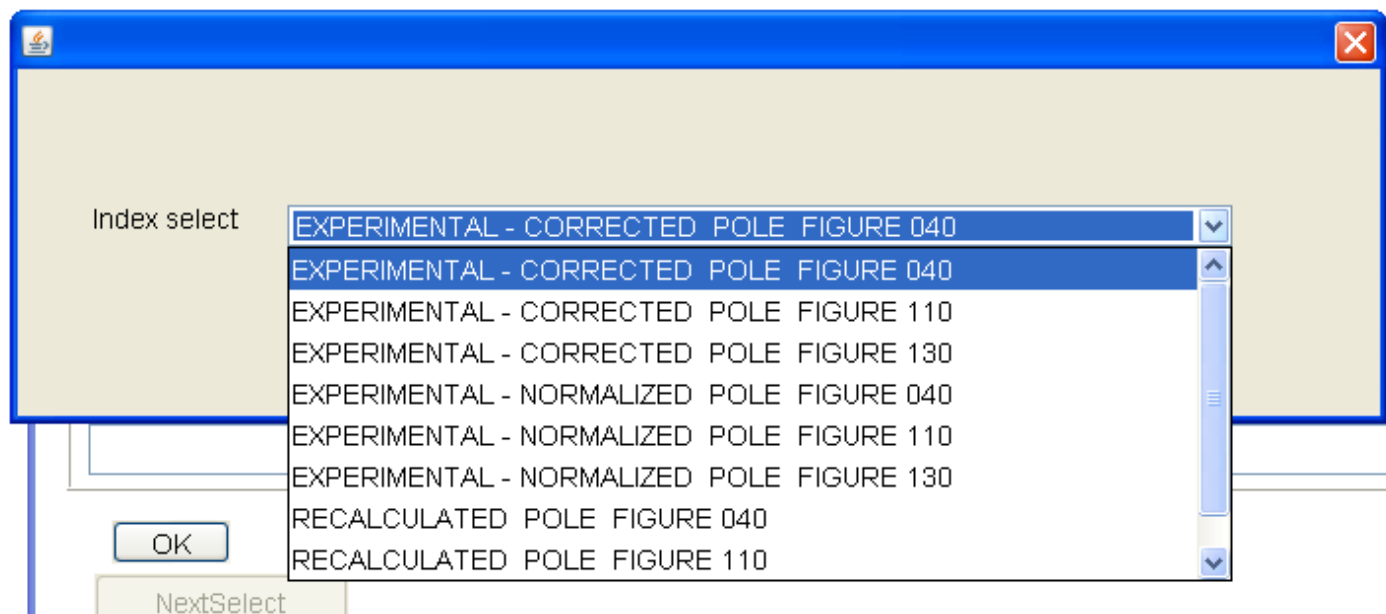 Index select
EXPERIMENTAL - CORRECTED POLE FIGURE 040
EXPERIMENTAL - CORRECTED POLE FIGURE 040
EXPERIMENTAL - CORRECTED POLE FIGURE 110
EXPERIMENTAL - CORRECTED POLE FIGURE 130
EXPERIMENTAL - NORMALIZED POLE FIGURE 040
EXPERIMENTAL - NORMALIZED POLE FIGURE 110
EXPERIMENTAL - NORMALIZED POLE FIGURE 130
RECALCULATED POLE FIGURE 040
RECALCULATED POLE FIGURE 110
OK
NextSelect